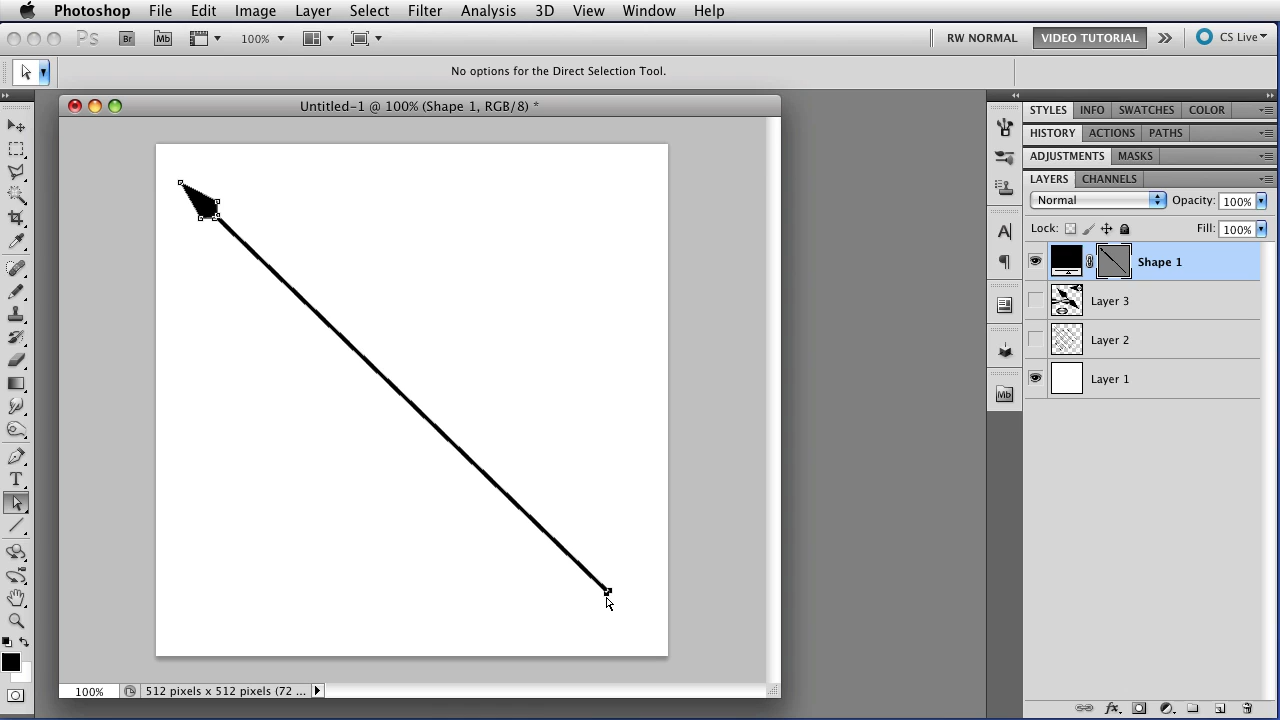 Photoshop File Edit Image Layer Select Filter Analysis 3D View Window Help
Ps Br Mb 100% RW NORMAL VIDEO TUTORIAL CS Live
No options for the Direct Selection Tool.
Untitled-1 @ 100% (Shape 1, RGB/8) *
STYLES INFO SWATCHES COLOR
HISTORY ACTIONS PATHS
ADJUSTMENTS MASKS
LAYERS CHANNELS
Normal Opacity: 100%
Lock: Fill: 100%
Shape 1
Layer 3
Layer 2
Layer 1
A
Mb
T
100% 512 pixels x 512 pixels (72 ...
fx